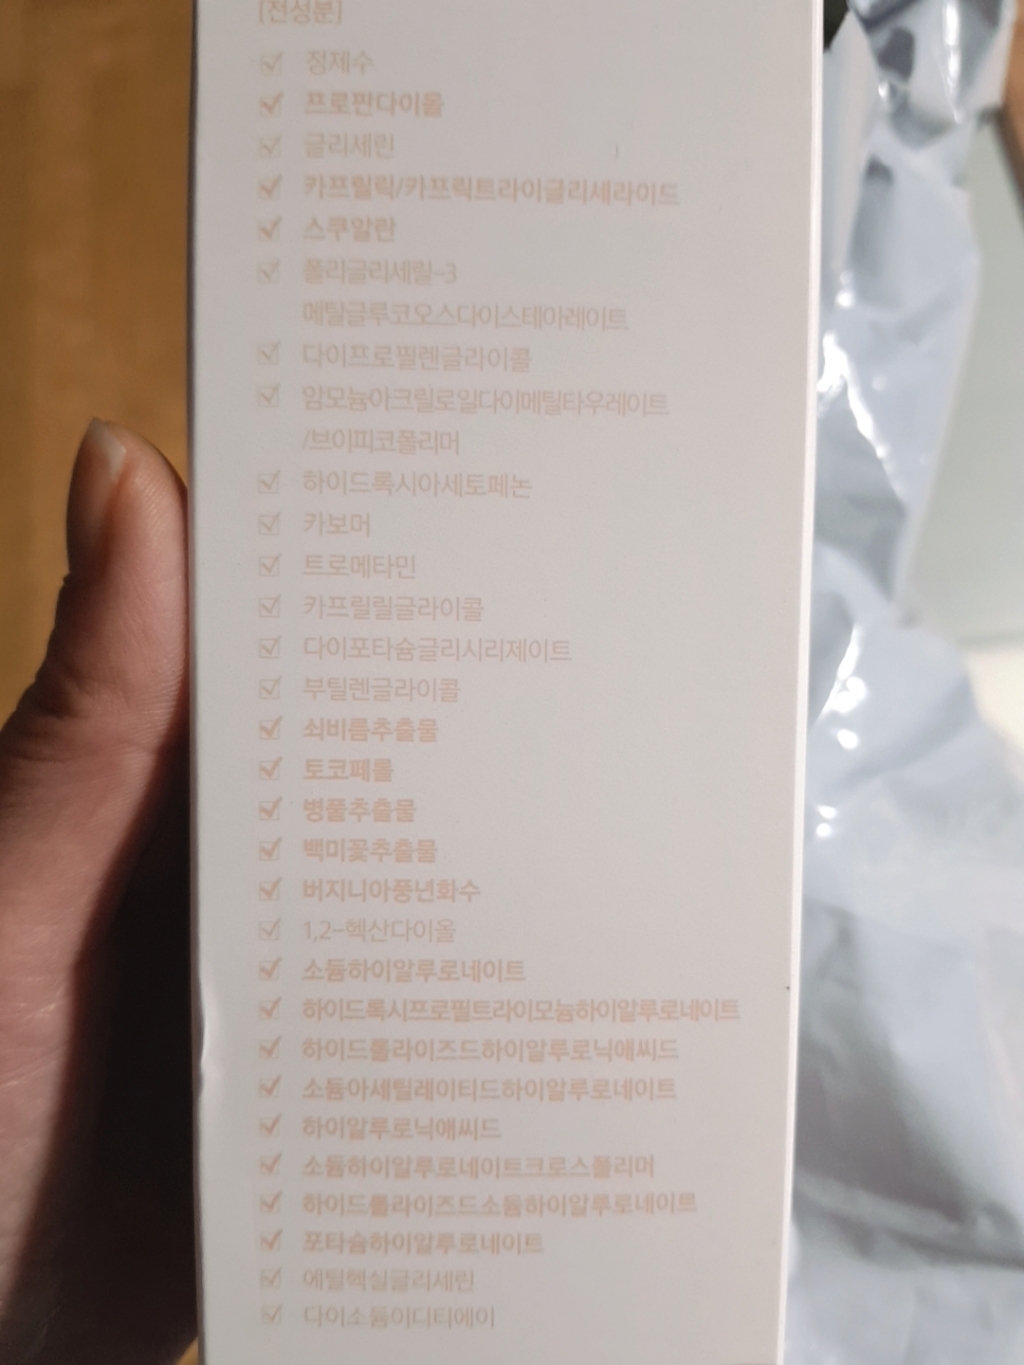 [전성분]
정제수
프로판다이올
글리세린
카프릴릭/카프릭트라이글리세라이드
스쿠알란
폴리글리세릴-3
메틸글루코오스다이스테아레이트
다이프로필렌글라이콜
암모늄아크릴로일다이메틸타우레이트
/브이피코폴리머
하이드록시아세토페논
카보머
트로메타민
카프릴릴글라이콜
다이포타슘글리시리제이트
부틸렌글라이콜
쇠비름추출물
토코페롤
병풀추출물
백미꽃추출물
버지니아풍년화수
1,2-헥산다이올
소듐하이알루로네이트
하이드록시프로필트라이모늄하이알루로네이트
하이드롤라이즈드하이알루로닉애씨드
소듐아세틸레이티드하이알루로네이트
하이알루로닉애씨드
소듐하이알루로네이트크로스폴리머
하이드롤라이즈드소듐하이알루로네이트
포타슘하이알루로네이트
에틸헥실글리세린
다이소듐이디티에이